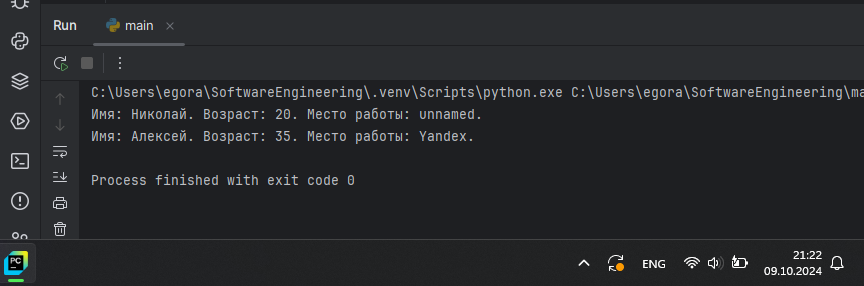 Run
main
C:\Users\egora\SoftwareEngineering\.venv\Scripts\python.exe C:\Users\egora\SoftwareEngineering\ma
Имя: Николай. Возраст: 20. Место работы: unnamed.
Имя: Алексей. Возраст: 35. Место работы: Yandex.
Process finished with exit code 0
PC
ENG
21:22
09.10.2024